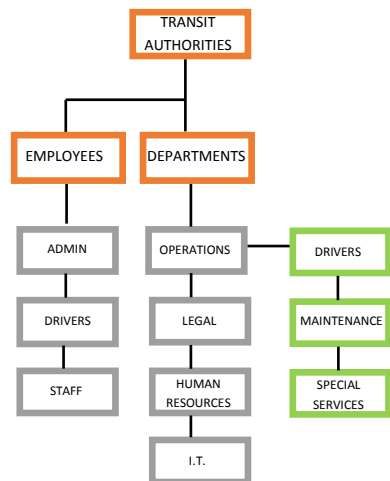 TRANSIT
AUTHORITIES
EMPLOYEES
DEPARTMENTS
ADMIN
OPERATIONS
DRIVERS
DRIVERS
LEGAL
MAINTENANCE
STAFF
HUMAN
RESOURCES
SPECIAL
SERVICES
I.T.